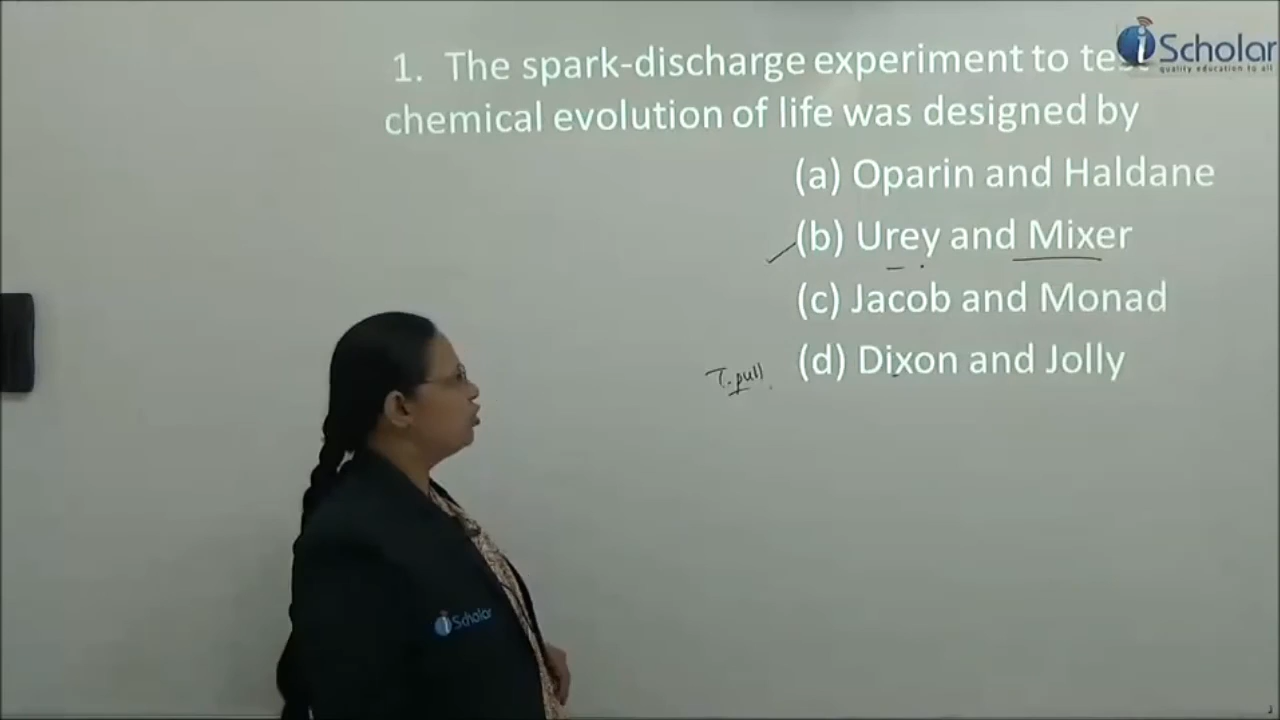 iScholar
quality education to all
1. The spark-discharge experiment to test
chemical evolution of life was designed by
(a) Oparin and Haldane
(b) Urey and Mixer
(c) Jacob and Monad
(d) Dixon and Jolly
T. pull
iScholar